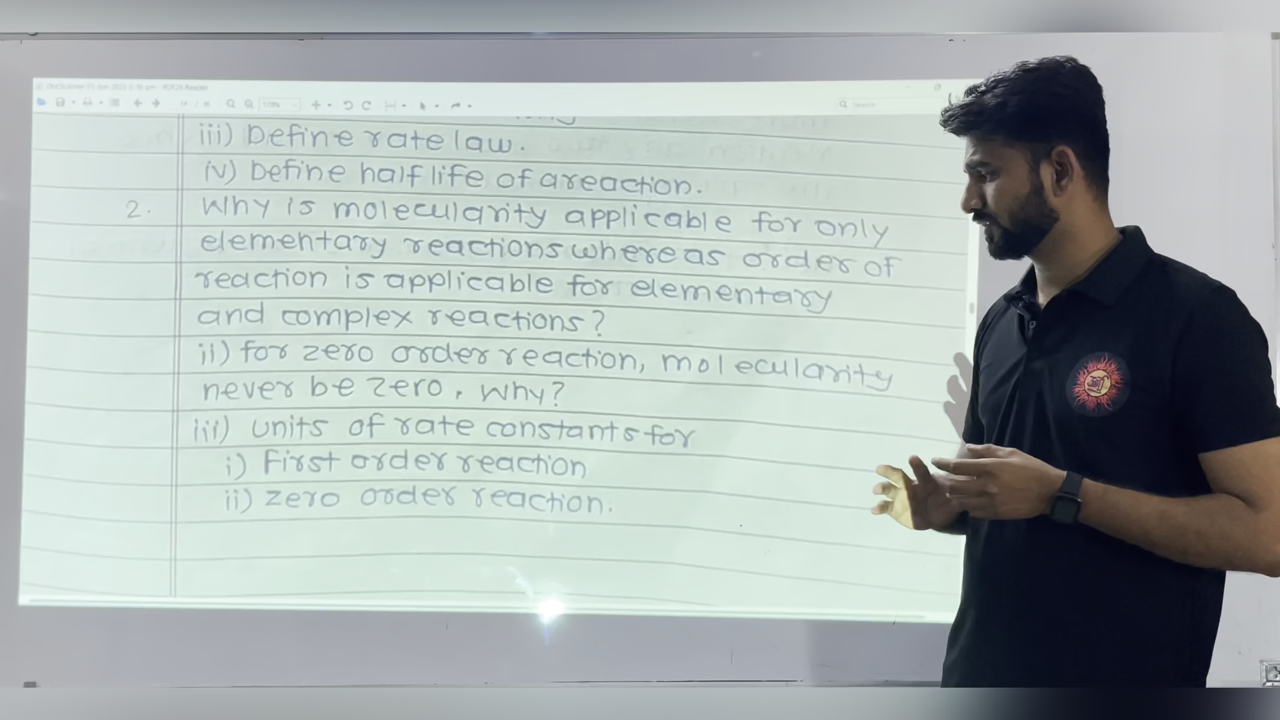 iii) Define rate law.
iv) Define half life of a reaction.
2. Why is molecularity applicable for only
elementary reactions where as order of
reaction is applicable for elementary
and complex reactions?
ii) for zero order reaction, molecularity
never be zero, why?
iii) units of rate constants for
i) First order reaction
ii) zero order reaction.